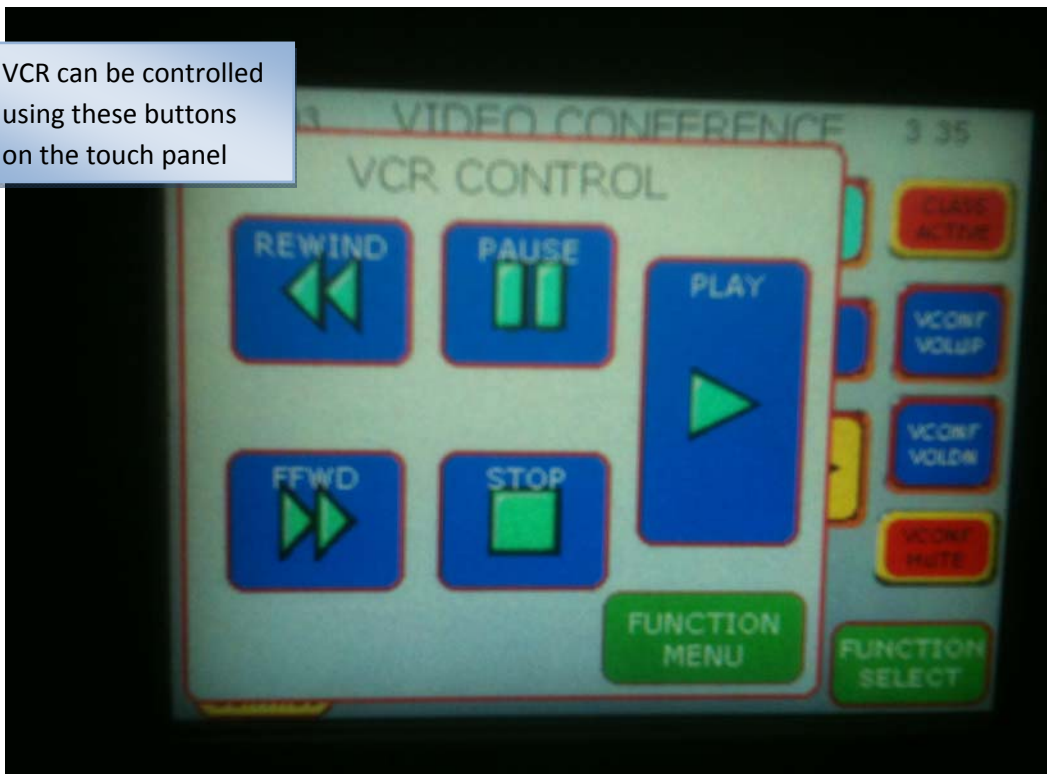 VCR can be controlled
using these buttons
on the touch panel
VIDEO CONFERENCE 3 35
VCR CONTROL
REWIND
PAUSE
PLAY
FFWD
STOP
FUNCTION
MENU
CLASS
ACTIVE
VCONF
VOLUP
VCONF
VOLDN
VCONF
MUTE
FUNCTION
SELECT